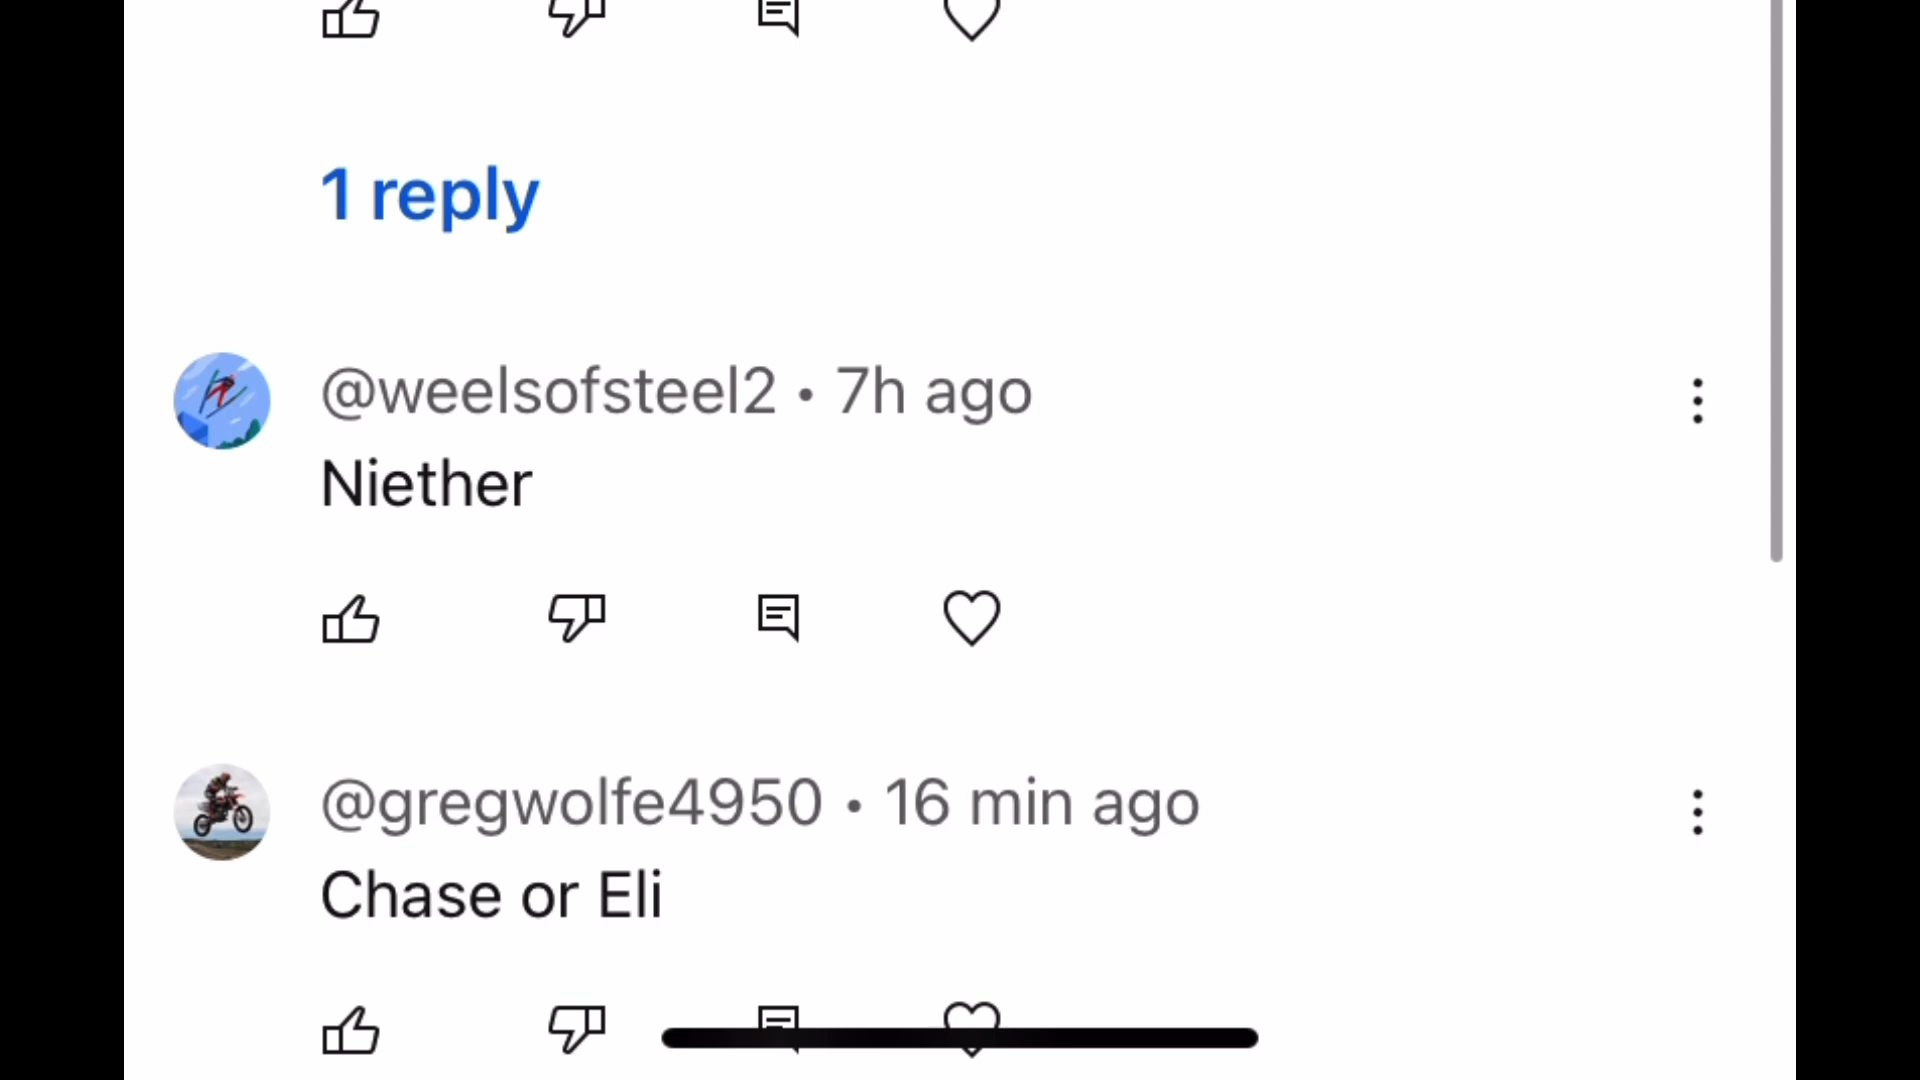 1 reply
@weelsofsteel2 • 7h ago
Niether
@gregwolfe4950 • 16 min ago
Chase or Eli